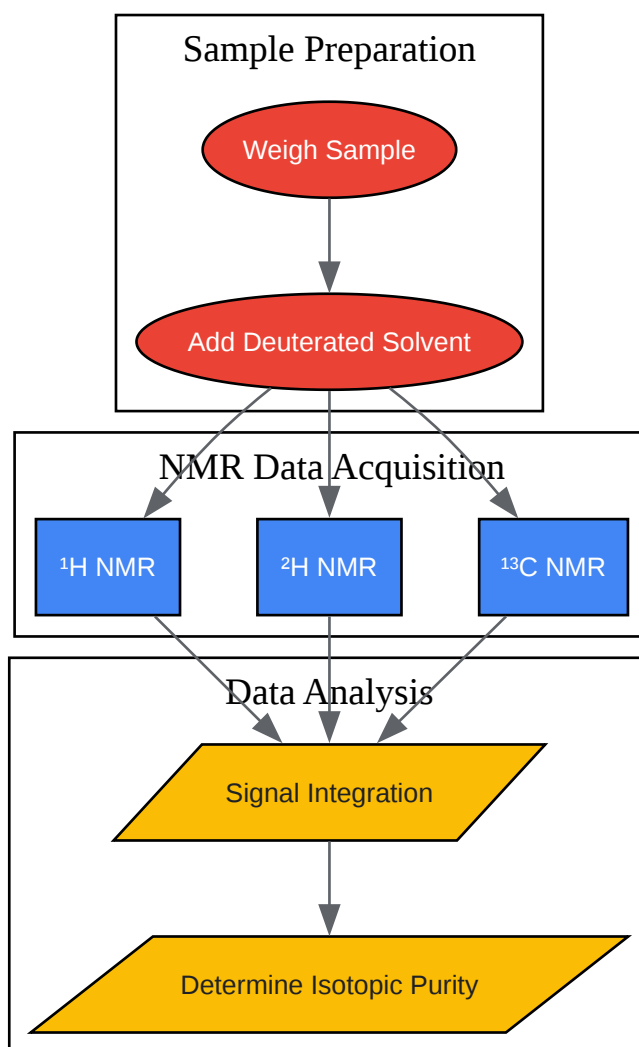 Sample Preparation
Weigh Sample
Add Deuterated Solvent
NMR Data Acquisition
¹H NMR
²H NMR
¹³C NMR
Data Analysis
Signal Integration
Determine Isotopic Purity